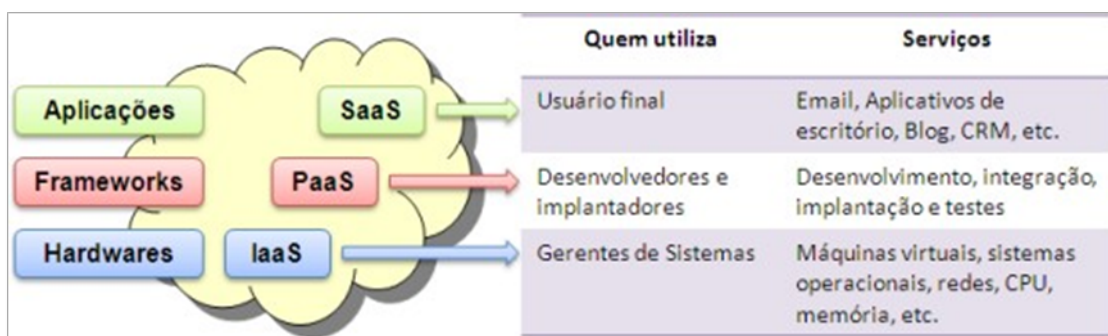 Quem utiliza Serviços
Aplicações SaaS Usuário final Email, Aplicativos de
escritório, Blog, CRM, etc.
Frameworks PaaS Desenvolvedores e Desenvolvimento, integração,
implantadores implantação e testes
Hardwares IaaS Gerentes de Sistemas Máquinas virtuais, sistemas
operacionais, redes, CPU,
memória, etc.